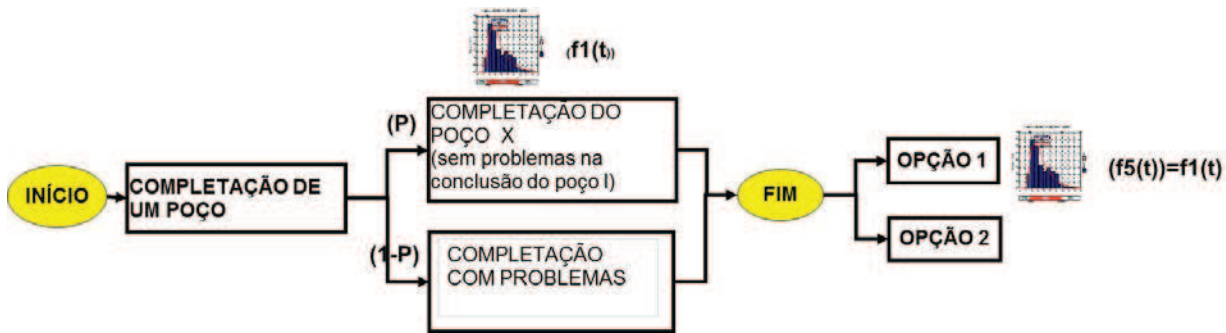 (f1(t))
INÍCIO
COMPLETAÇÃO DE
UM POÇO
(P)
COMPLETAÇÃO DO
POÇO X
(sem problemas na
conclusão do poço I)
(1-P)
COMPLETAÇÃO
COM PROBLEMAS
FIM
OPÇÃO 1
(f5(t))=f1(t)
OPÇÃO 2